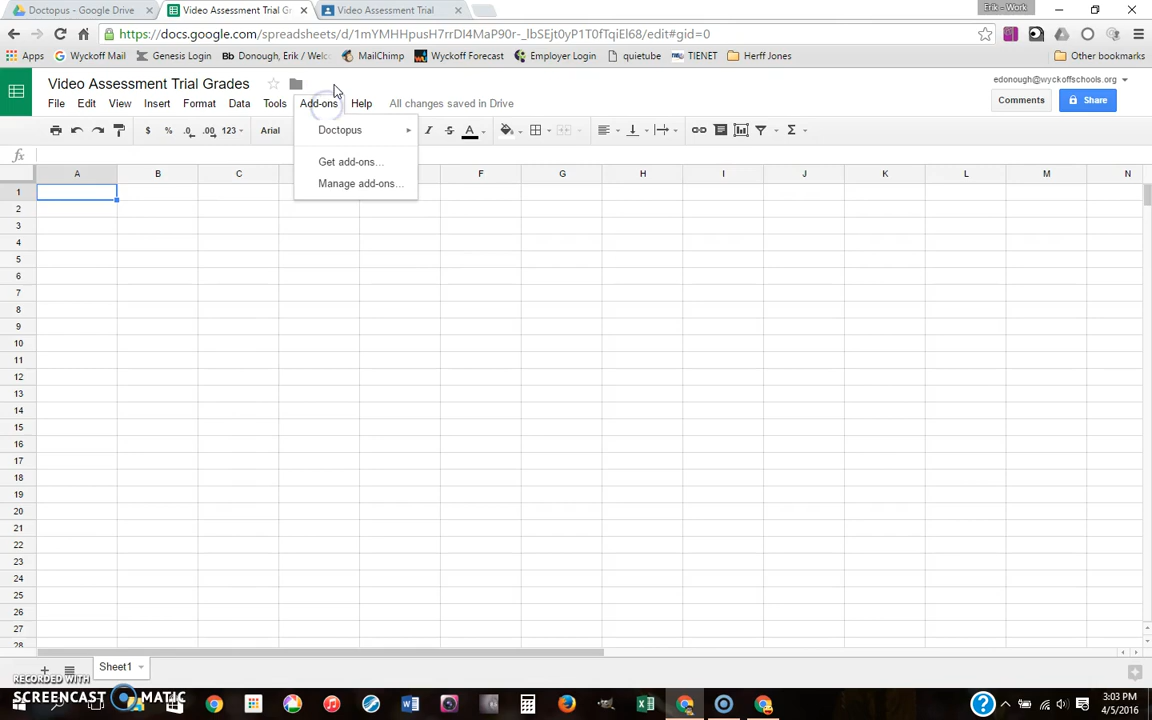 Doctopus - Google Drive
Video Assessment Trial Gr
Video Assessment Trial
Erik - Work
https://docs.google.com/spreadsheets/d/1mYMHHpusH7rrDI4MaP90r-_lbSEjt0yP1T0fTqiEI68/edit#gid=0
Apps
Wyckoff Mail
Genesis Login
Bb Donough, Erik / Welc
MailChimp
Wyckoff Forecast
Employer Login
quietube
TIENET
Herff Jones
Other bookmarks
Video Assessment Trial Grades
edonough@wyckoffschools.org
File Edit View Insert Format Data Tools Add-ons Help All changes saved in Drive
Comments
Share
$ % .0 .00 123 Arial
Doctopus
Get add-ons...
Manage add-ons...
fx
A B C F G H I J K L M N
1
2
3
4
5
6
7
8
9
10
11
12
13
14
15
16
17
18
19
20
21
22
23
24
25
26
27
28
Sheet1
RECORDED WITH
SCREENCAST MATIC
3:03 PM
4/5/2016